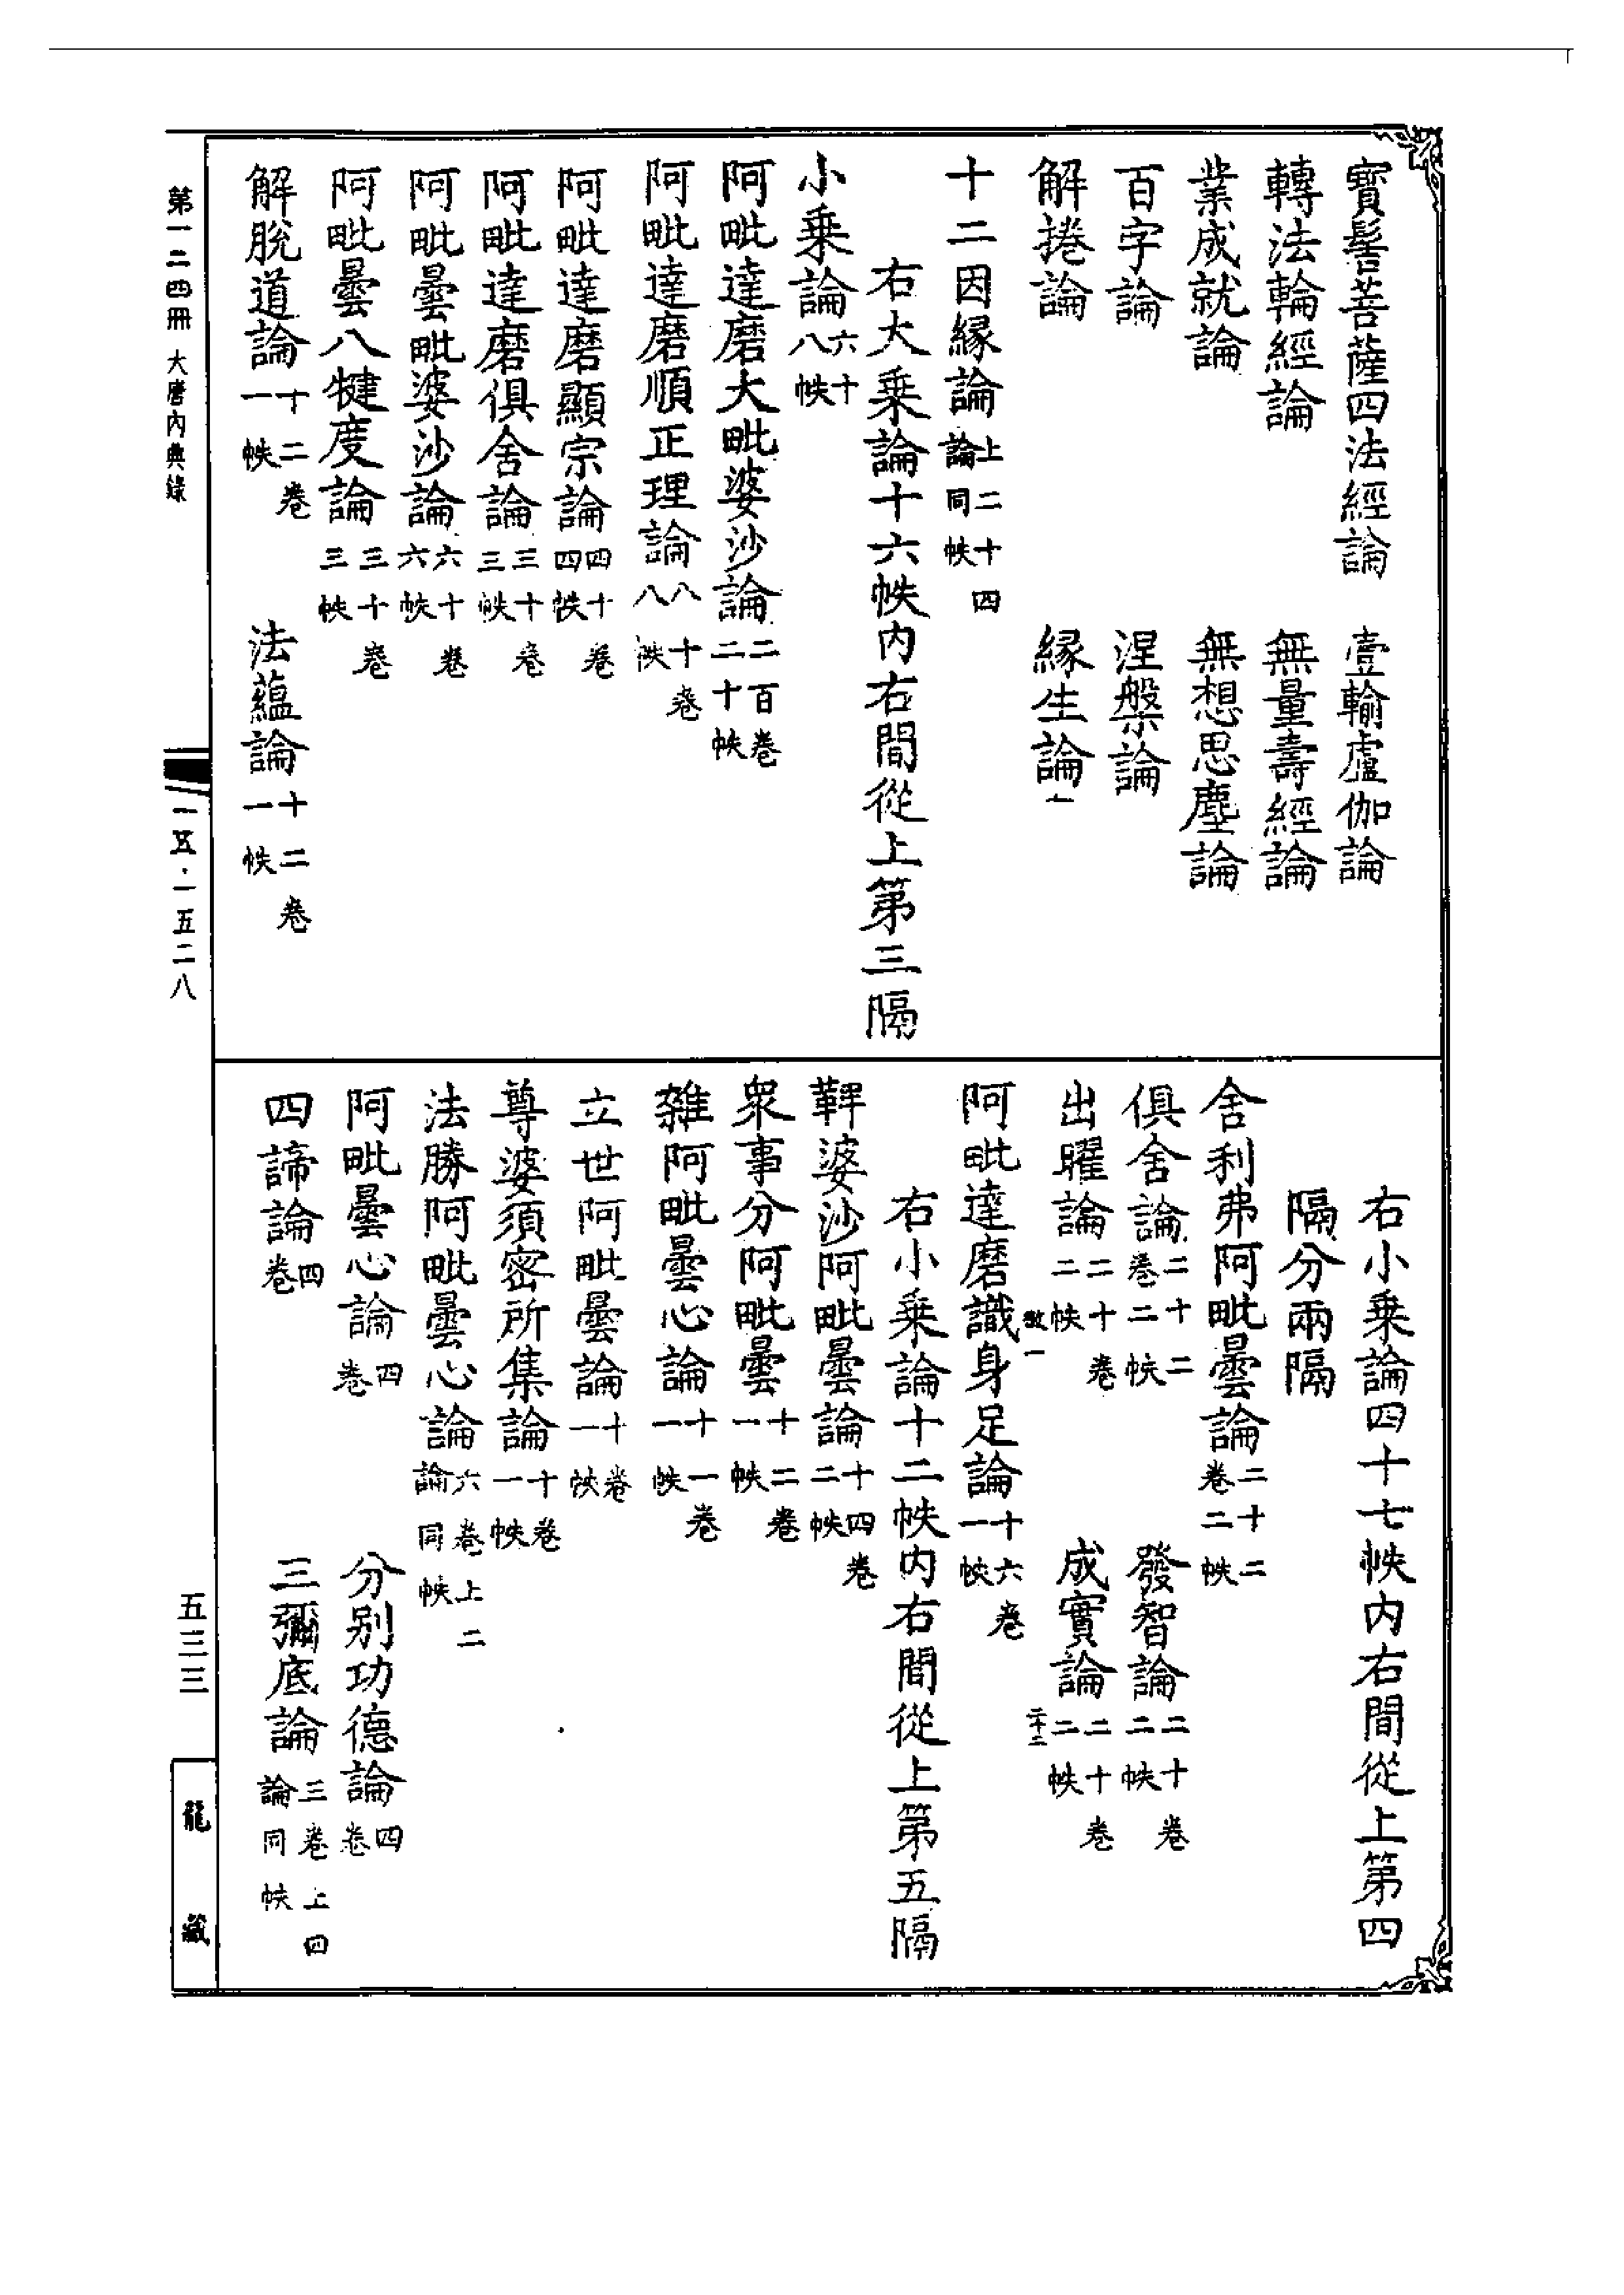 寶髻菩薩四法經論　壹輸盧伽論
轉法輪經論　無量壽經論
業成就論　無想思塵論
百字論　涅槃論
解捲論　緣生論
十二因緣論上二十四論同帙
右大乘論十六帙內右間從上第三隔
小乘論六十八帙
阿毗達磨大毗婆沙論二百卷二十帙
阿毗達磨順正理論八十卷八帙
阿毗達磨顯宗論四十卷四帙
阿毗達磨俱舍論三十卷三帙
阿毗曇毗婆沙論六十卷六帙
阿毗曇八犍度論三十卷三帙
解脫道論十二卷一帙　法蘊論十二卷一帙
右小乘論四十七帙內右間從上第四
隔分兩隔
舍利弗阿毗曇論二十二卷二帙
俱舍論二十二卷二帙　發智論二十卷二帙
出曜論二十卷二帙　成實論二十卷二帙
二十二
阿毗達磨識身足論十六卷一帙
右小乘論十二帙內右間從上第五隔
鞞婆沙阿毗曇論十四卷二帙
眾事分阿毗曇十二卷一帙
雜阿毗曇心論十一卷一帙
立世阿毗曇論十卷一帙
尊婆須密所集論十卷一帙
法勝阿毗曇心論六卷上二論同帙
阿毗曇心論四卷　分別功德論四卷
四諦論四卷　三彌底論三卷上四論同帙
第一二四冊　大唐內典錄
一五·一五二八
五三三
龍藏